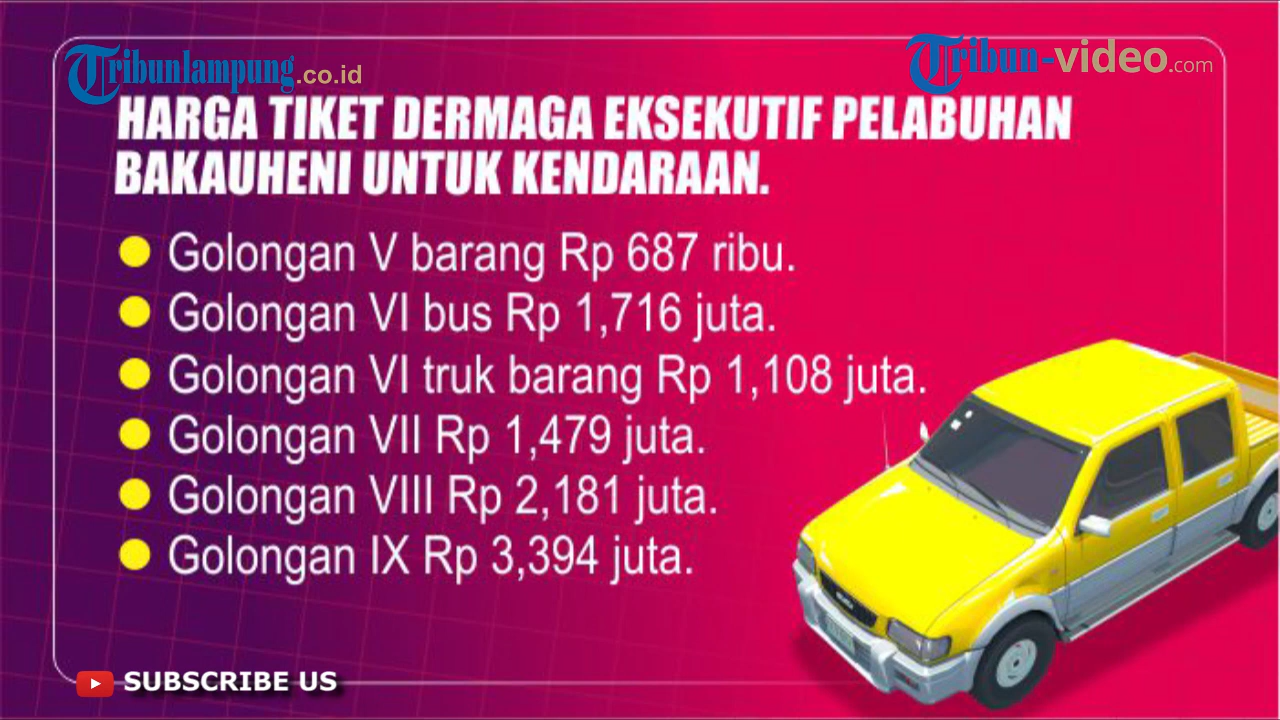 Tribunlampung.co.id
Tribun-video.com
HARGA TIKET DERMAGA EKSEKUTIF PELABUHAN
BAKAUHENI UNTUK KENDARAAN.
Golongan V barang Rp 687 ribu.
Golongan VI bus Rp 1,716 juta.
Golongan VI truk barang Rp 1,108 juta.
Golongan VII Rp 1,479 juta.
Golongan VIII Rp 2,181 juta.
Golongan IX Rp 3,394 juta.
SUBSCRIBE US